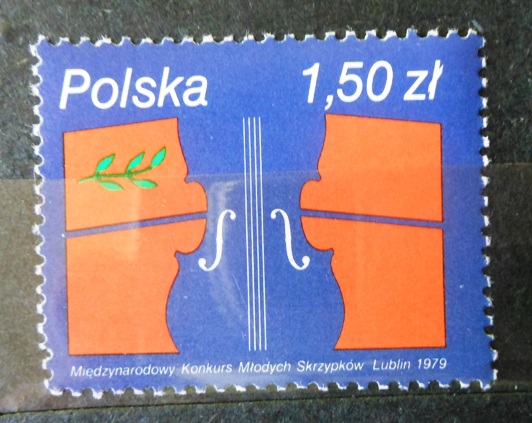 Polska 1,50 zł
Międzynarodowy Konkurs Młodych Skrzypków Lublin 1979